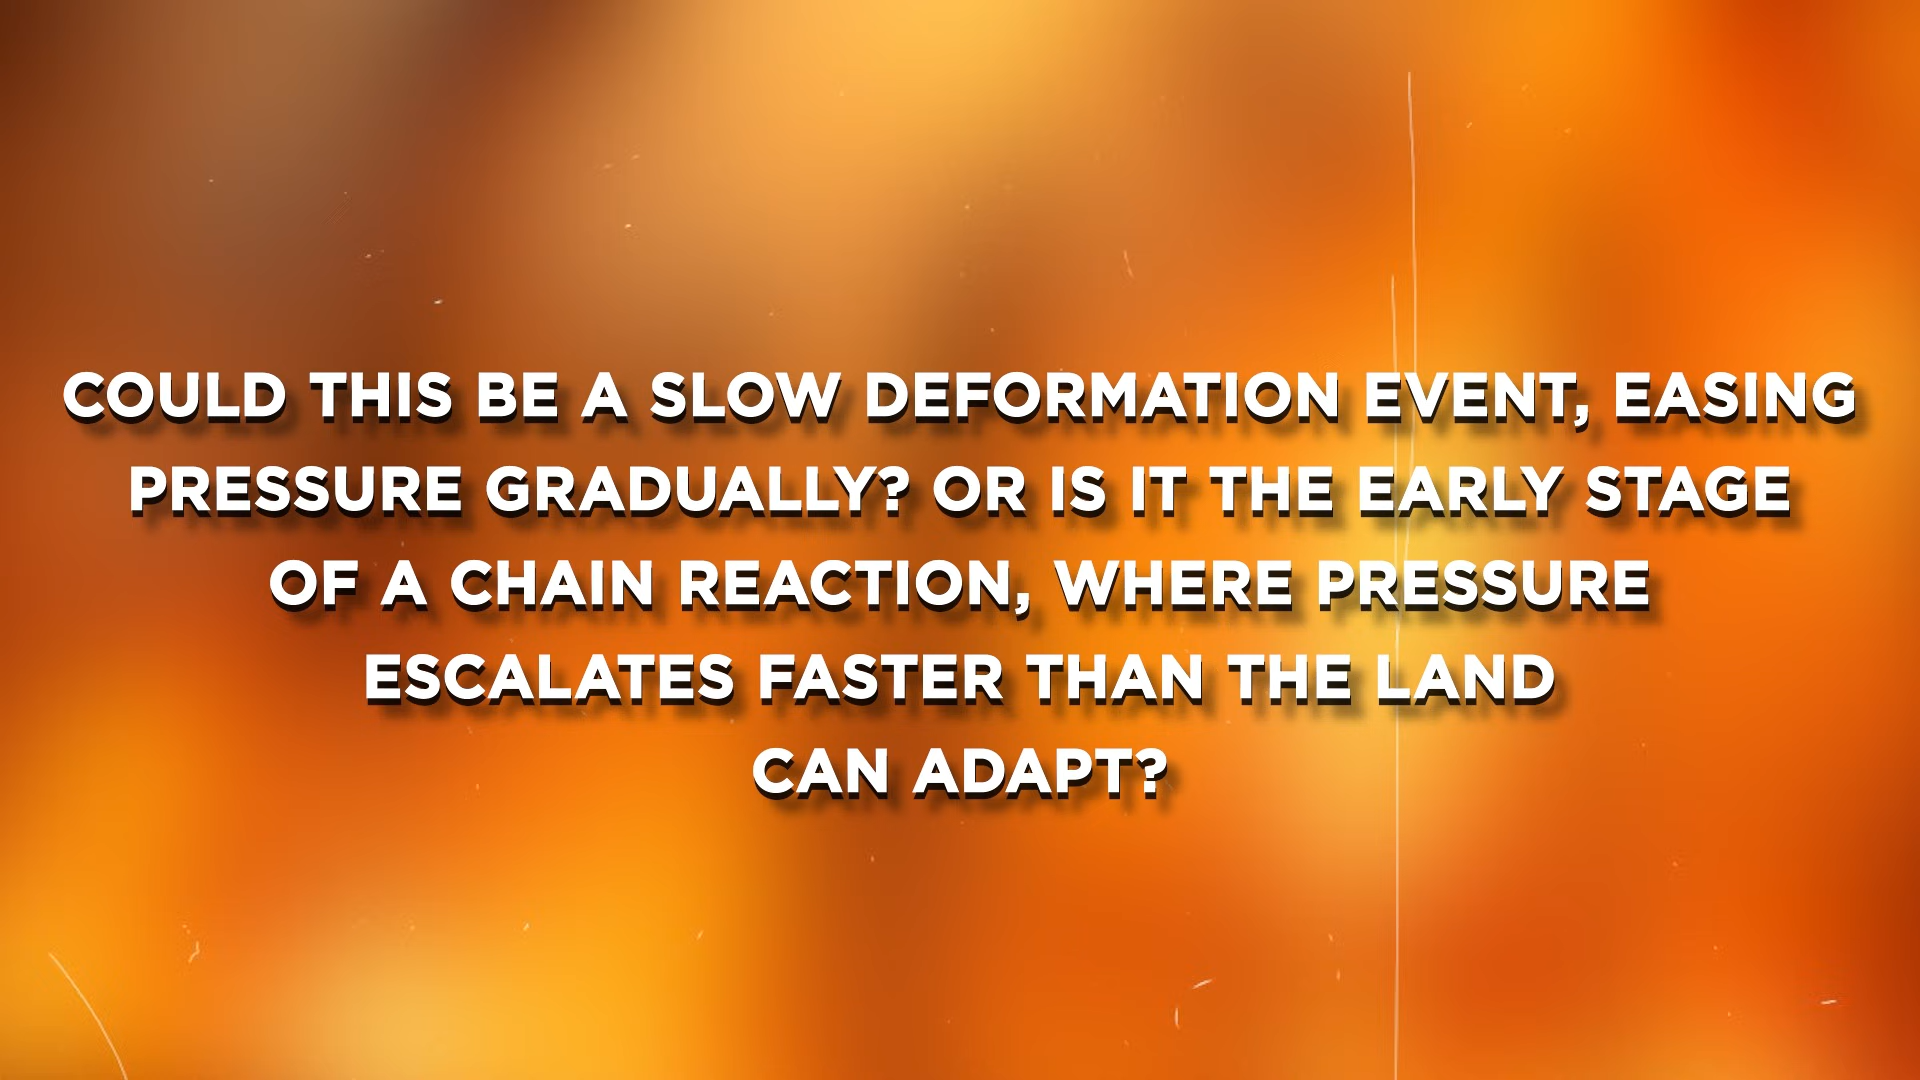 COULD THIS BE A SLOW DEFORMATION EVENT, EASING
PRESSURE GRADUALLY? OR IS IT THE EARLY STAGE
OF A CHAIN REACTION, WHERE PRESSURE
ESCALATES FASTER THAN THE LAND
CAN ADAPT?